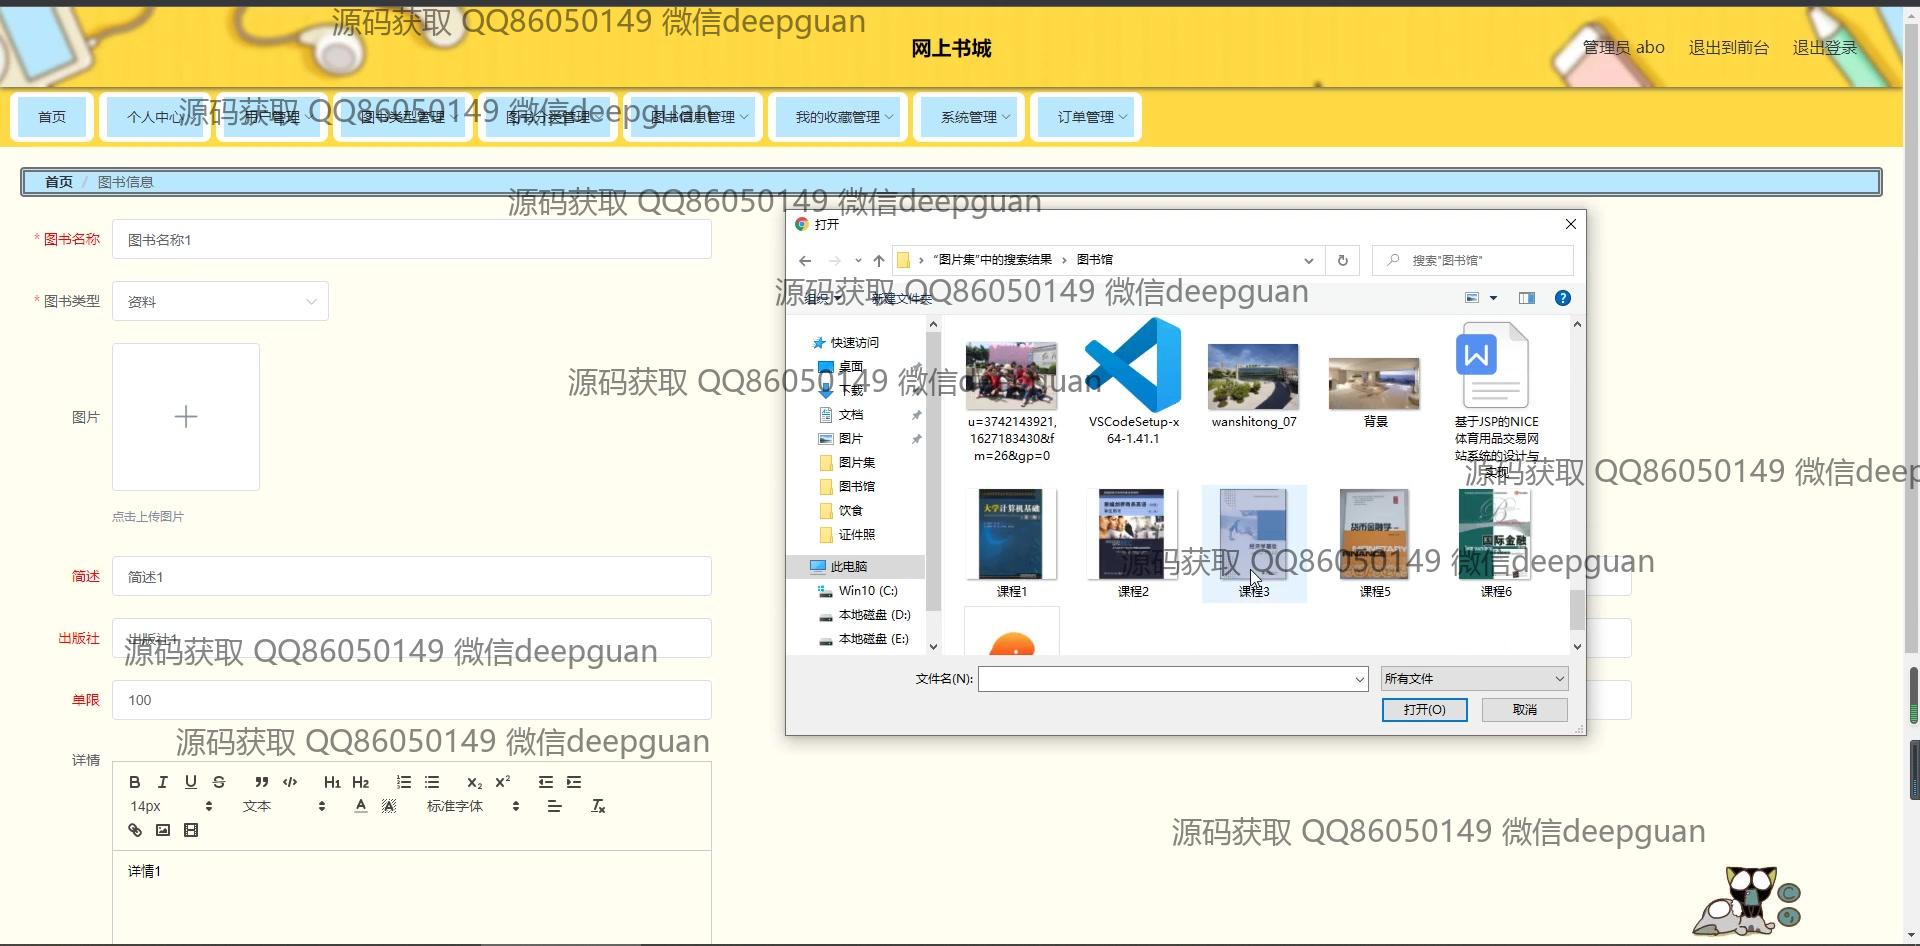 源码获取 QQ86050149 微信deepguan
网上书城
管理员 abo
退出到前台
退出登录
首页
个人中心
用户管理
图书类型管理
图书分类管理
图书信息管理
我的收藏管理
系统管理
订单管理
源码获取 QQ86050149 微信deepguan
首页 / 图书信息
源码获取 QQ86050149 微信deepguan
* 图书名称
图书名称1
* 图书类型
资料
图片
点击上传图片
简述
简述1
出版社
出版社1
单限
100
详情
B I U S
H1 H2
X2 X2
14px
文本
标准字体
详情1
打开
“图片集”中的搜索结果 › 图书馆
搜索"图书馆"
组织
新建文件夹
源码获取 QQ86050149 微信deepguan
快速访问
桌面
下载
文档
图片
图片集
图书馆
饮食
证件照
此电脑
Win10 (C:)
本地磁盘 (D:)
本地磁盘 (E:)
源码获取 QQ86050149 微信deepguan
u=3742143921,
1627183430&f
m=26&gp=0
VSCodeSetup-x
64-1.41.1
wanshitong_07
背景
W
基于JSP的NICE
体育用品交易网
站系统的设计与
实现
源码获取 QQ86050149 微信deep
大学计算机基础
货币金融学
国际金融
源码获取 QQ86050149 微信deepguan
课程1
课程2
课程3
课程5
课程6
文件名(N):
所有文件
打开(O)
取消
源码获取 QQ86050149 微信deepguan
源码获取 QQ86050149 微信deepguan
源码获取 QQ86050149 微信deepguan